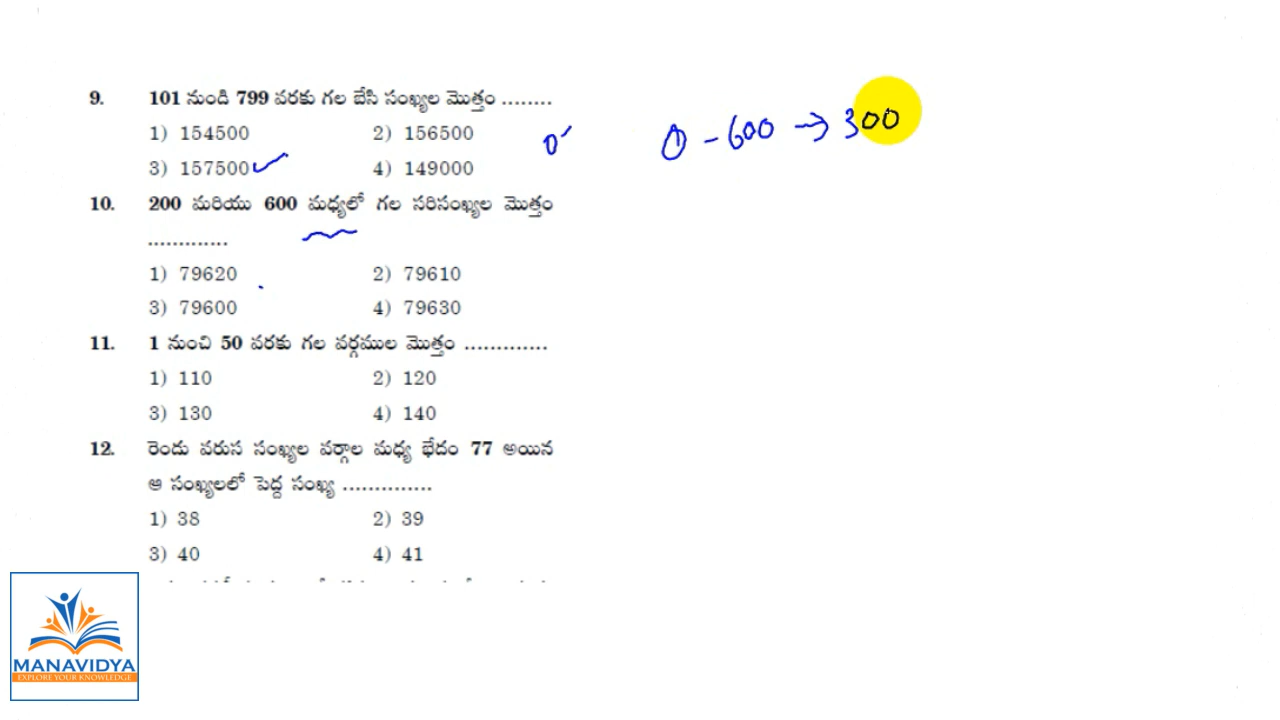 9. 101 నుండి 799 వరకు గల బేసి సంఖ్యల మొత్తం ........
1) 154500 2) 156500
3) 157500 4) 149000
0 - 600 → 300
10. 200 మరియు 600 మధ్యలో గల సరిసంఖ్యల మొత్తం
.............
1) 79620 2) 79610
3) 79600 4) 79630
11. 1 నుంచి 50 వరకు గల వర్గముల మొత్తం .............
1) 110 2) 120
3) 130 4) 140
12. రెండు వరుస సంఖ్యల వర్గాల మధ్య భేదం 77 అయిన
ఆ సంఖ్యలలో పెద్ద సంఖ్య ..............
1) 38 2) 39
3) 40 4) 41
MANAVIDYA
EXPLORE YOUR KNOWLEDGE